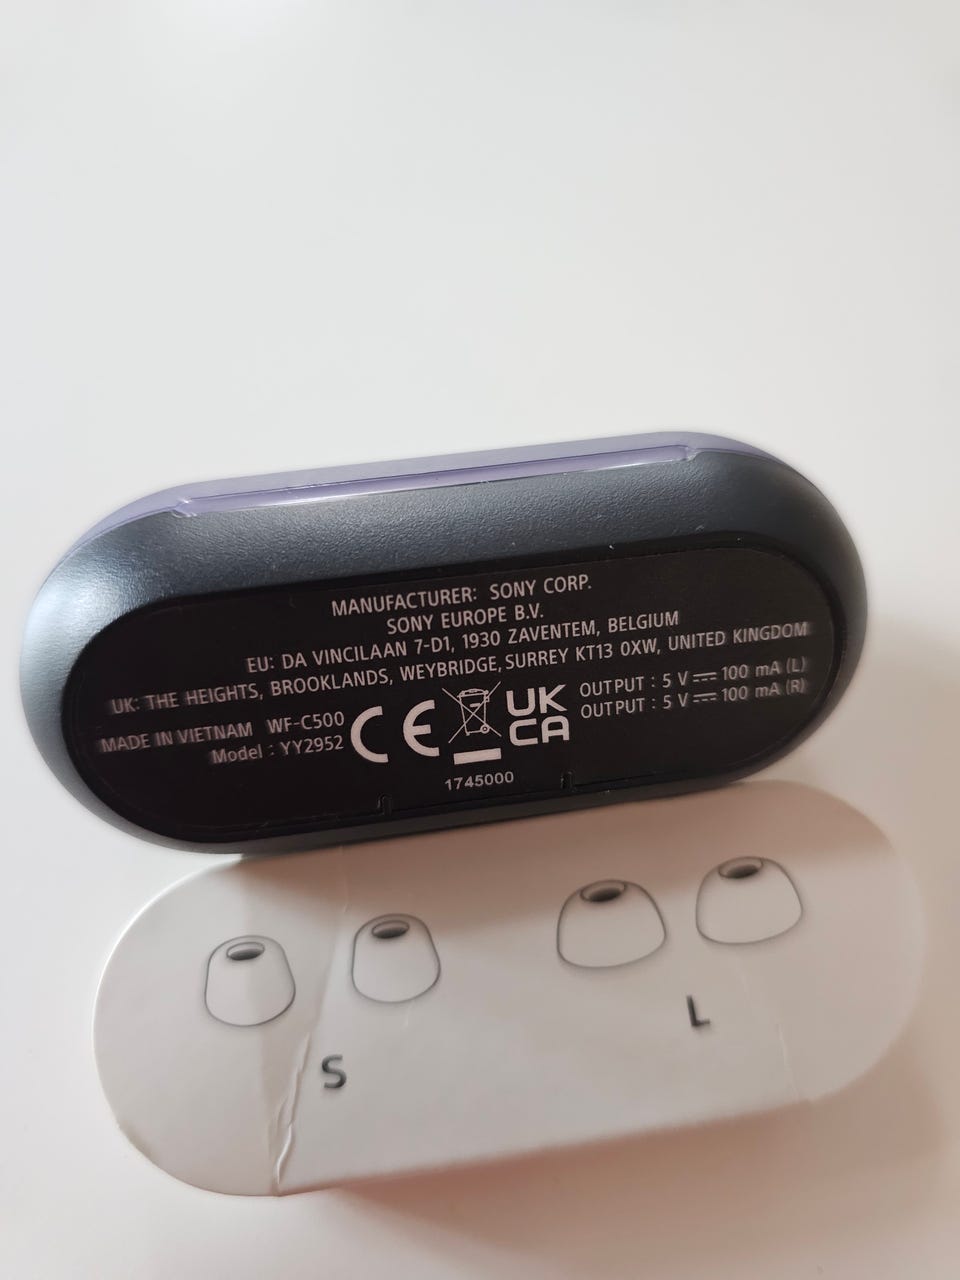 MANUFACTURER: SONY CORP.
SONY EUROPE B.V.
EU: DA VINCILAAN 7-D1, 1930 ZAVENTEM, BELGIUM
UK: THE HEIGHTS, BROOKLANDS, WEYBRIDGE, SURREY KT13 0XW, UNITED KINGDOM
MADE IN VIETNAM WF-C500
Model : YY2952
CE
UK
CA
OUTPUT : 5 V ⎓ 100 mA (L)
OUTPUT : 5 V ⎓ 100 mA (R)
1745000
S
L